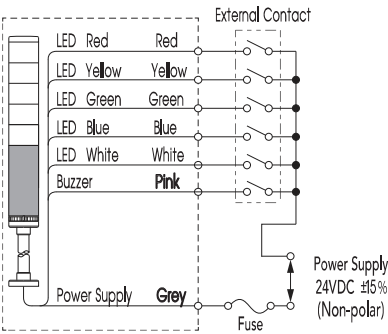 External Contact
LED Red Red
LED Yellow Yellow
LED Green Green
LED Blue Blue
LED White White
Buzzer Pink
Power Supply Grey
Fuse
Power Supply
24VDC ±15%
(Non-polar)